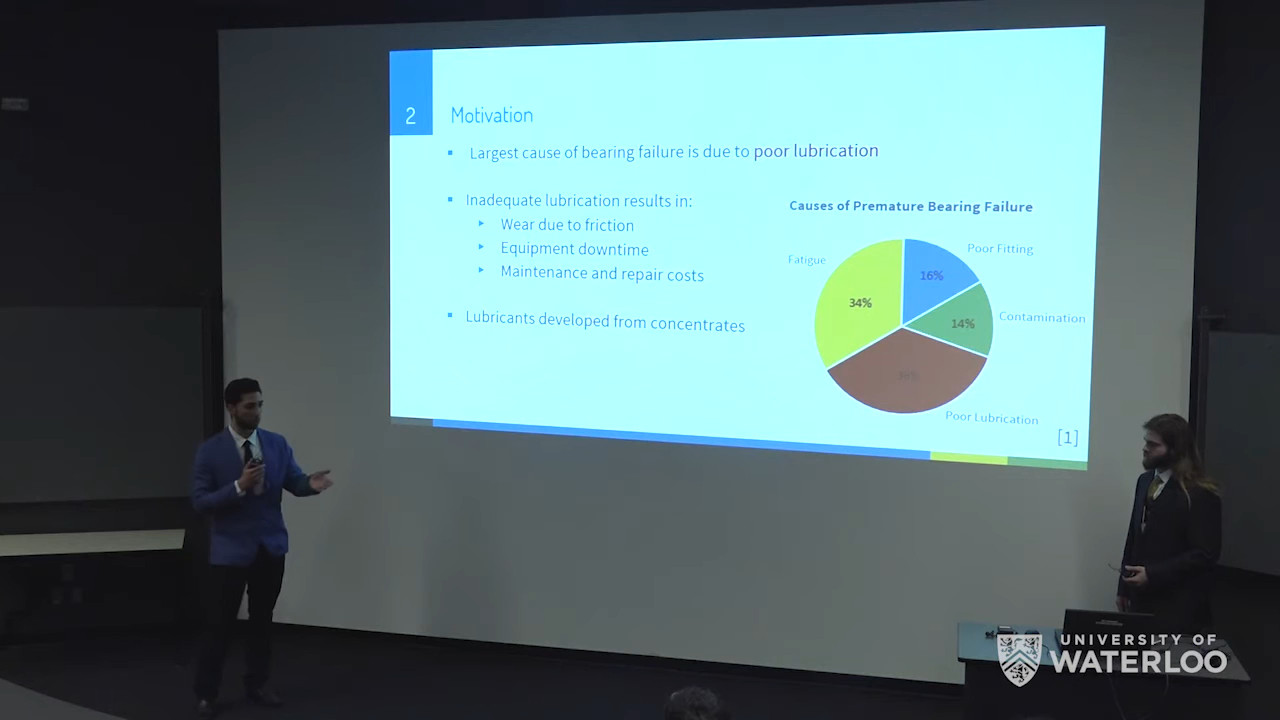 2
Motivation
Largest cause of bearing failure is due to poor lubrication
Inadequate lubrication results in:
Wear due to friction
Equipment downtime
Maintenance and repair costs
Lubricants developed from concentrates
Causes of Premature Bearing Failure
Poor Fitting
Fatigue
16%
34%
Contamination
14%
Poor Lubrication
[1]
UNIVERSITY OF
WATERLOO